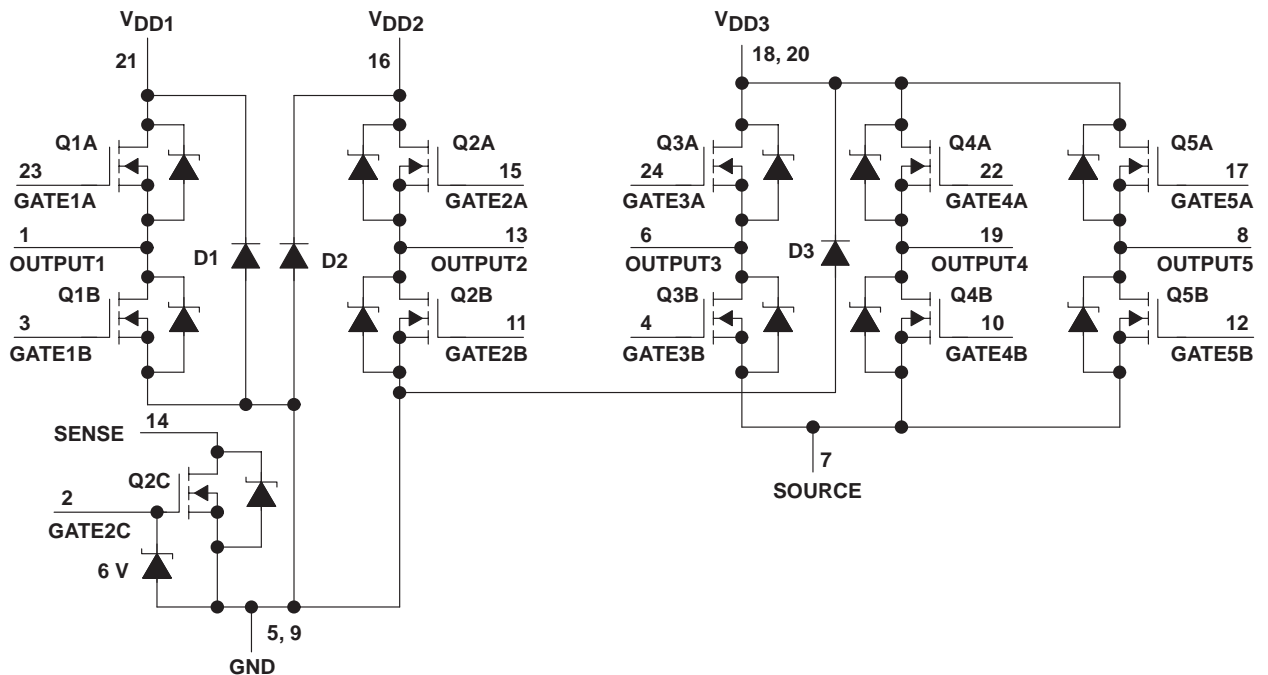 VDD1 VDD2 VDD3
21 16 18, 20
Q1A Q2A Q3A Q4A Q5A
23 15 24 22 17
GATE1A GATE2A GATE3A GATE4A GATE5A
1 13 6 19 8
OUTPUT1 D1 D2 OUTPUT2 OUTPUT3 D3 OUTPUT4 OUTPUT5
Q1B Q2B Q3B Q4B Q5B
3 11 4 10 12
GATE1B GATE2B GATE3B GATE4B GATE5B
14
SENSE
7
SOURCE
Q2C
2
GATE2C
6 V
5, 9
GND